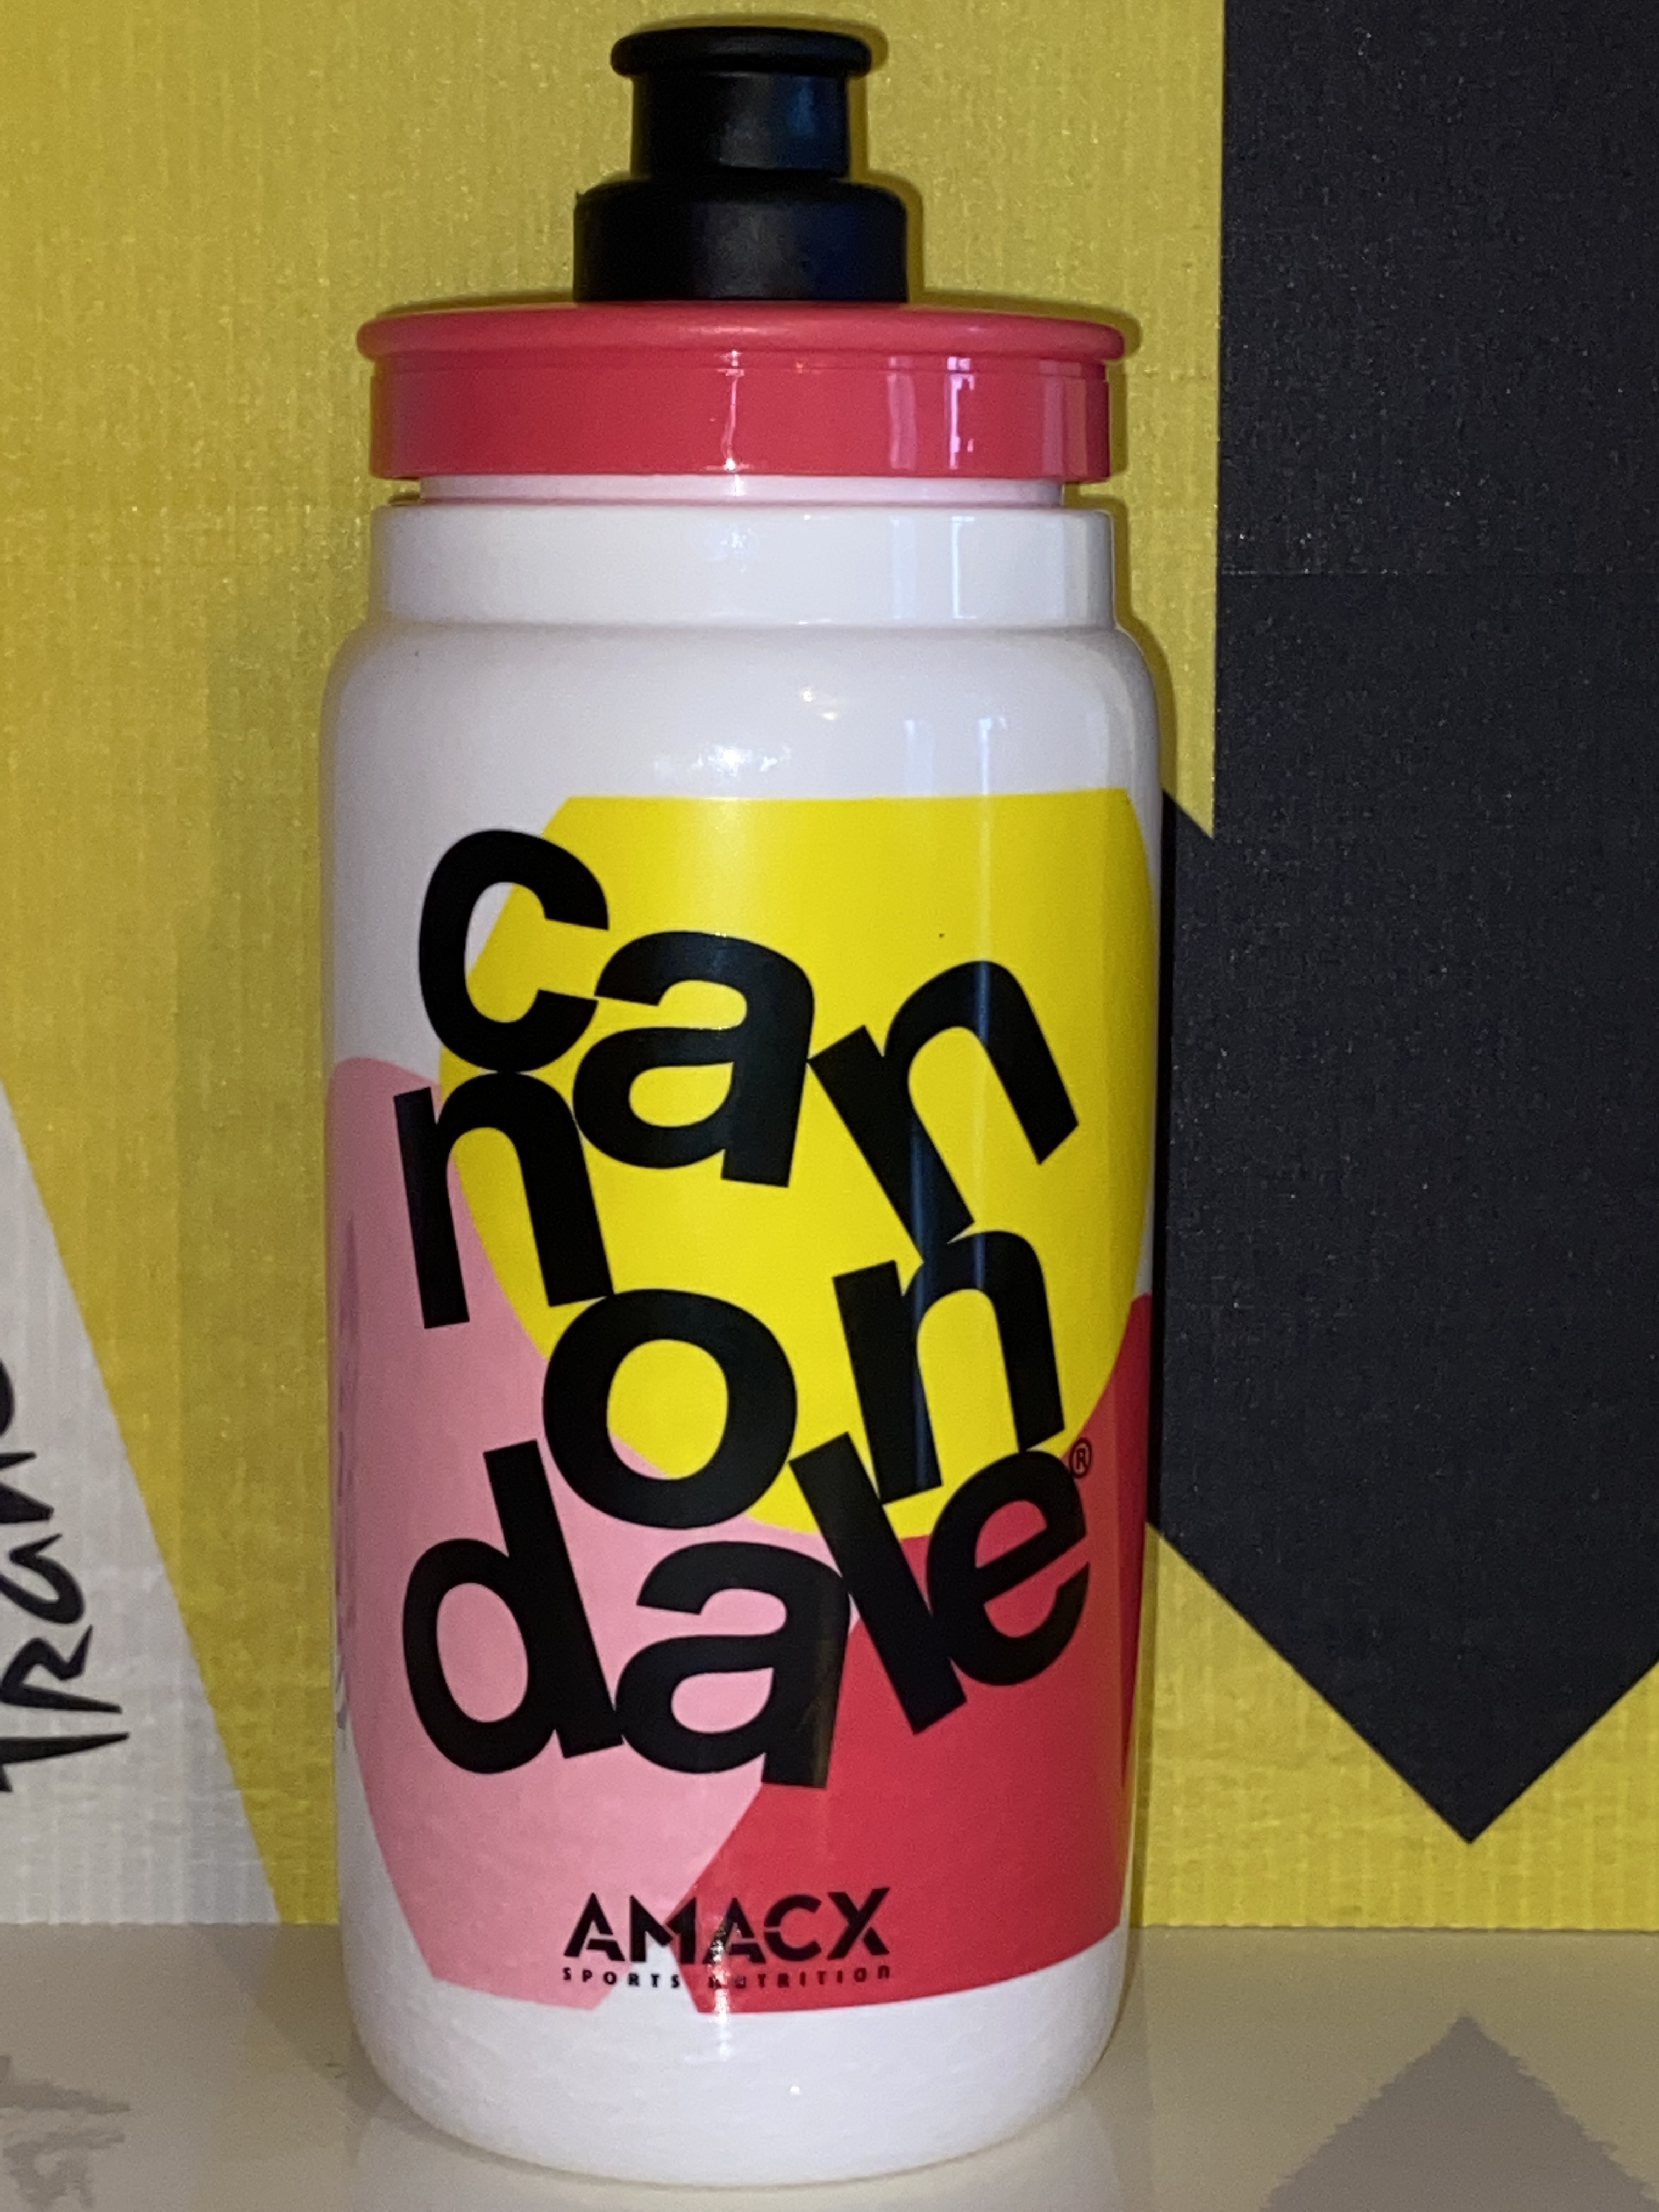 can
non
dale®
AMACX
SPORTS NUTRITION